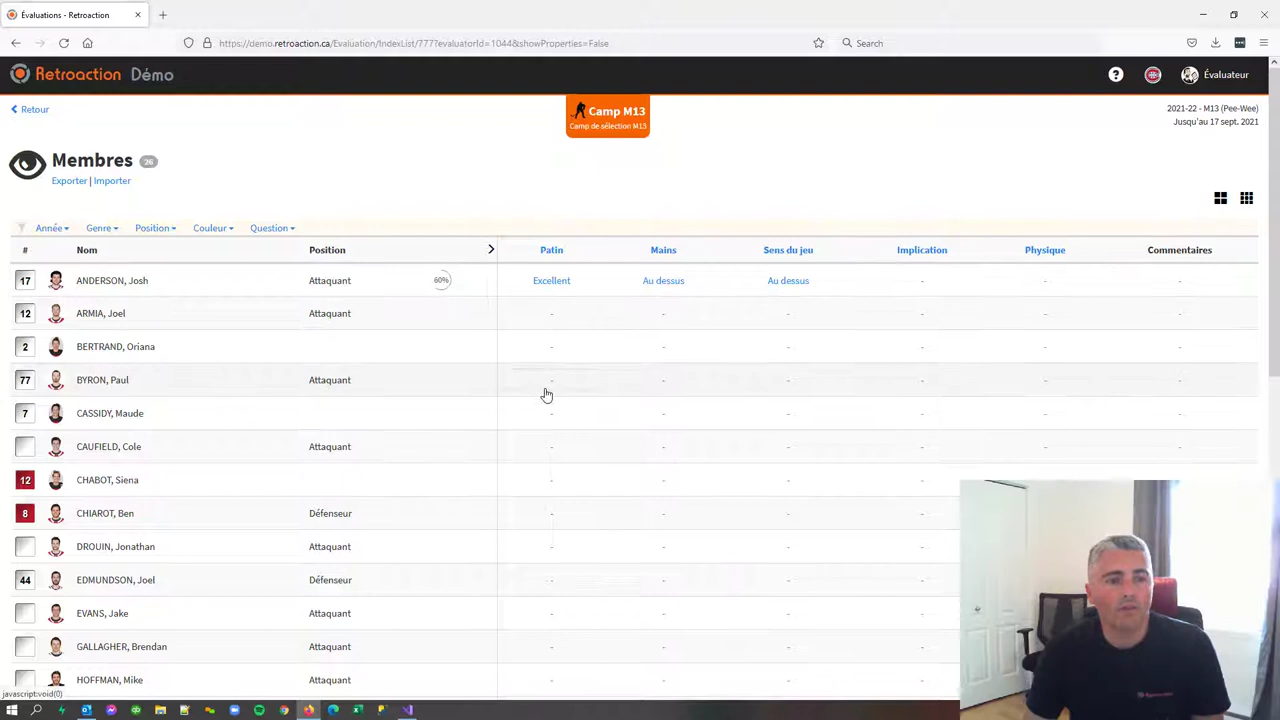 Évaluations - Retroaction
https://demo.retroaction.ca/Evaluation/IndexList/777?evaluatorId=1044&showProperties=False
Search
Retroaction Démo
Évaluateur
Retour
Camp M13
Camp de sélection M13
2021-22 - M13 (Pee-Wee)
Jusqu'au 17 sept. 2021
Membres 26
Exporter | Importer
Année Genre Position Couleur Question
# Nom Position Patin Mains Sens du jeu Implication Physique Commentaires
17 ANDERSON, Josh Attaquant 60% Excellent Au dessus Au dessus - - -
12 ARMIA, Joel Attaquant - - - - - -
2 BERTRAND, Oriana - - - - - -
77 BYRON, Paul Attaquant - - - - - -
7 CASSIDY, Maude - - - - - -
CAUFIELD, Cole Attaquant - - - - - -
12 CHABOT, Siena - - - -
8 CHIAROT, Ben Défenseur - - - -
DROUIN, Jonathan Attaquant - - - -
44 EDMUNDSON, Joel Défenseur - - - -
EVANS, Jake Attaquant - - - -
GALLAGHER, Brendan Attaquant - - - -
HOFFMAN, Mike Attaquant - - - -
javascript:void(0)